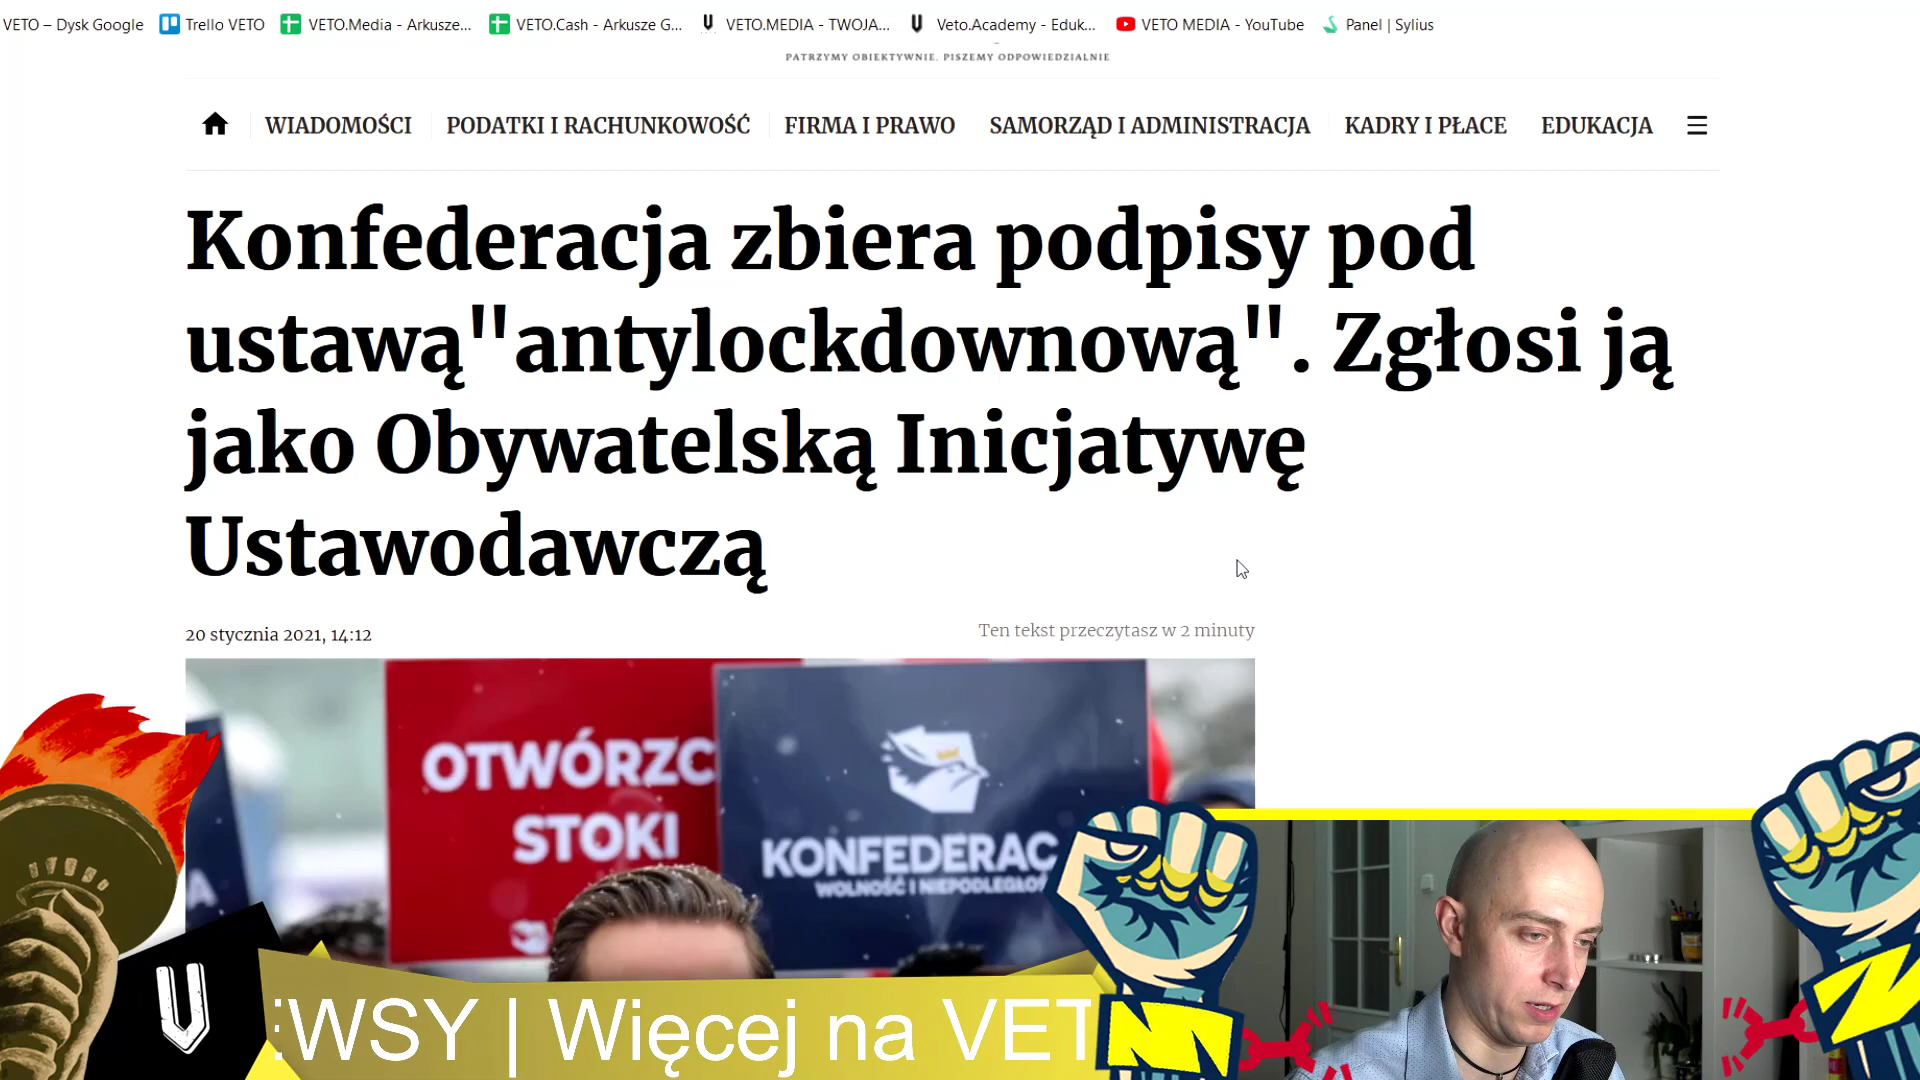 VETO – Dysk Google Trello VETO VETO.Media - Arkusze... VETO.Cash - Arkusze G... VETO.MEDIA - TWOJA... Veto.Academy - Eduk... VETO MEDIA - YouTube Panel | Sylius
PATRZYMY OBIEKTYWNIE. PISZEMY ODPOWIEDZIALNIE
WIADOMOŚCI PODATKI I RACHUNKOWOŚĆ FIRMA I PRAWO SAMORZĄD I ADMINISTRACJA KADRY I PŁACE EDUKACJA
Konfederacja zbiera podpisy pod
ustawą"antylockdownową". Zgłosi ją
jako Obywatelską Inicjatywę
Ustawodawczą
20 stycznia 2021, 14:12
Ten tekst przeczytasz w 2 minuty
OTWÓRZC
STOKI
KONFEDERAC
WOLNOŚĆ I NIEPODLEGŁOŚ
A
V
EWSY | Więcej na VET